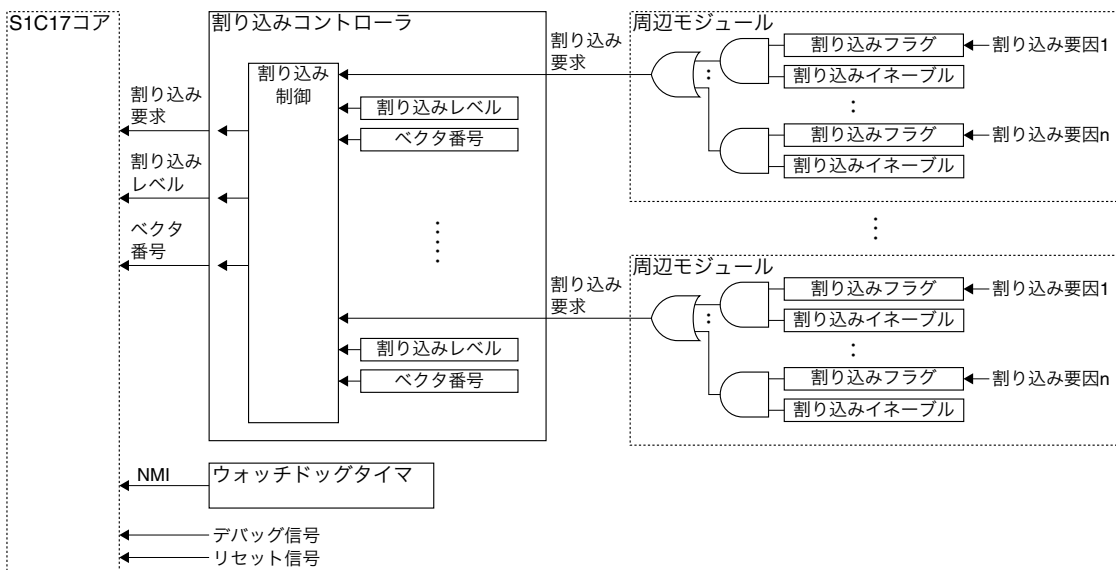 S1C17コア
割り込みコントローラ
周辺モジュール
割り込み
要求
割り込みフラグ
割り込み要因1
割り込み
制御
割り込みイネーブル
割り込み
要求
割り込みレベル
ベクタ番号
割り込みフラグ
割り込み要因n
割り込みイネーブル
割り込み
レベル
ベクタ
番号
周辺モジュール
割り込み
要求
割り込みフラグ
割り込み要因1
割り込みイネーブル
割り込みレベル
ベクタ番号
割り込みフラグ
割り込み要因n
割り込みイネーブル
NMI
ウォッチドッグタイマ
デバッグ信号
リセット信号